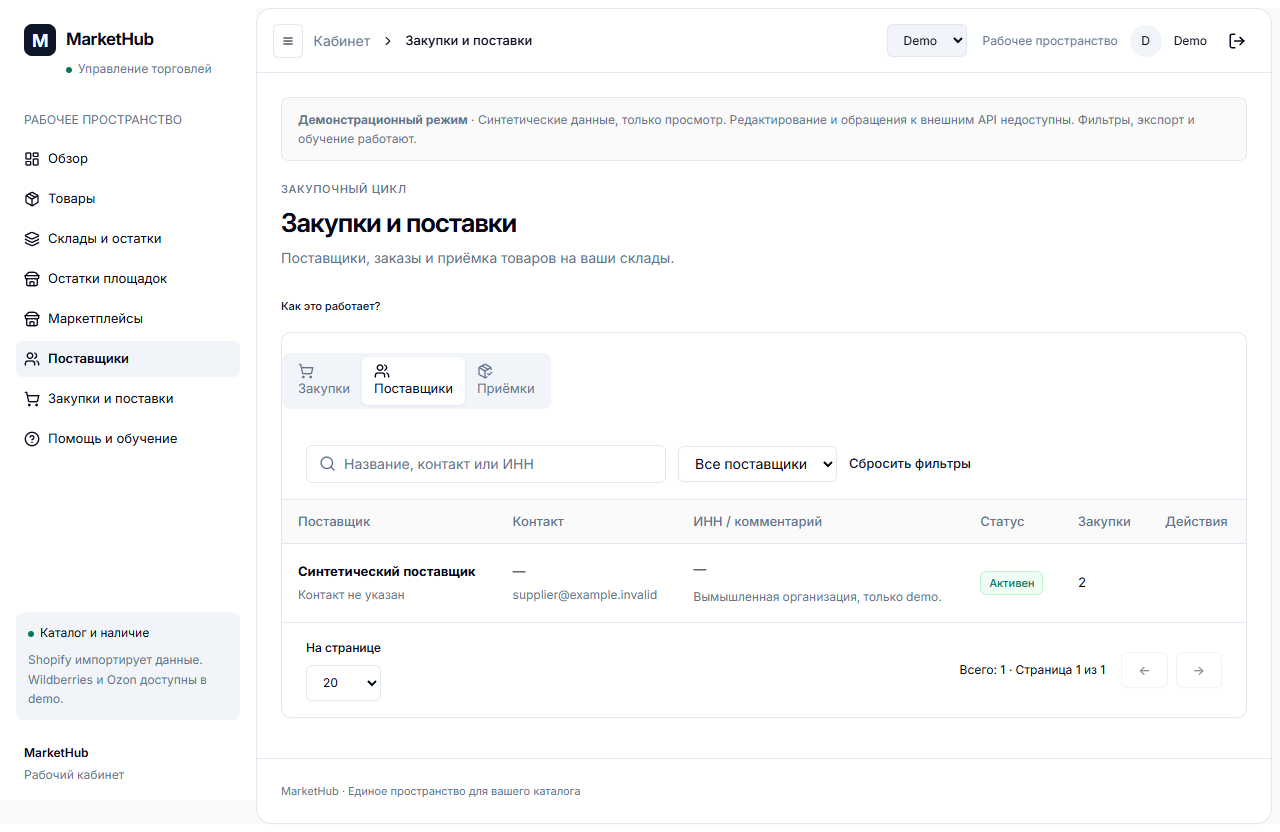 M MarketHub
Управление торговлей
РАБОЧЕЕ ПРОСТРАНСТВО
Обзор
Товары
Склады и остатки
Остатки площадок
Маркетплейсы
Поставщики
Закупки и поставки
Помощь и обучение
Каталог и наличие
Shopify импортирует данные.
Wildberries и Ozon доступны в
demo.
MarketHub
Рабочий кабинет
Кабинет > Закупки и поставки
Demo Рабочее пространство D Demo
Демонстрационный режим · Синтетические данные, только просмотр. Редактирование и обращения к внешним API недоступны. Фильтры, экспорт и
обучение работают.
ЗАКУПОЧНЫЙ ЦИКЛ
Закупки и поставки
Поставщики, заказы и приёмка товаров на ваши склады.
Как это работает?
Закупки Поставщики Приёмки
Название, контакт или ИНН Все поставщики Сбросить фильтры
Поставщик Контакт ИНН / комментарий Статус Закупки Действия
Синтетический поставщик — — Активен 2
Контакт не указан supplier@example.invalid Вымышленная организация, только demo.
На странице
20 Всего: 1 · Страница 1 из 1 ← →
MarketHub · Единое пространство для вашего каталога